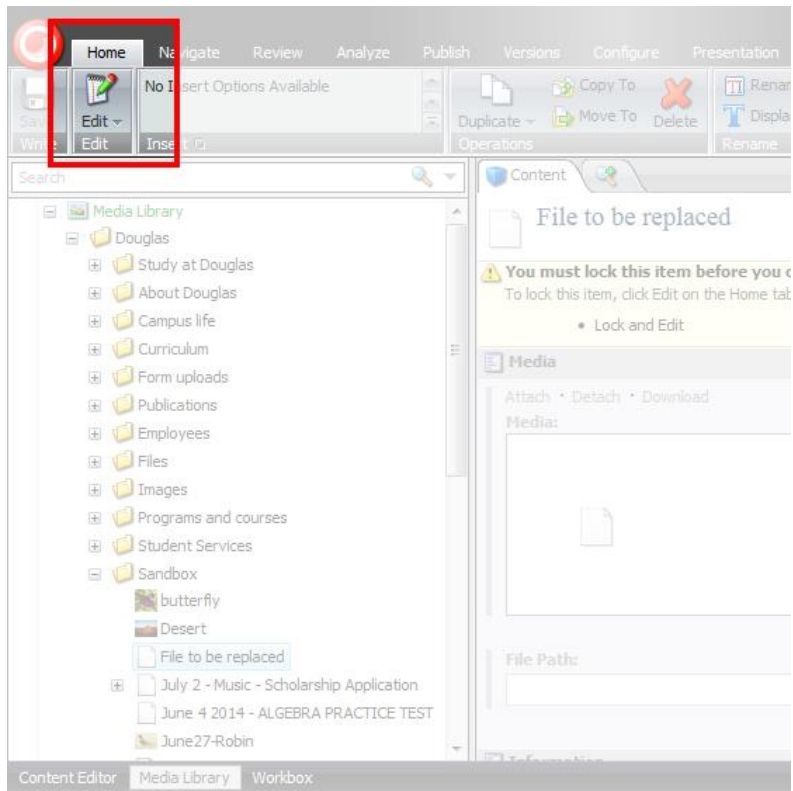 Home Navigate Review Analyze Publish Versions Configure Presentation
Save Edit No Insert Options Available Duplicate Copy To Move To Delete Renam Displa
Write Edit Insert Operations Rename
Search
Content
Media Library
Douglas
Study at Douglas
About Douglas
Campus life
Curriculum
Form uploads
Publications
Employees
Files
Images
Programs and courses
Student Services
Sandbox
butterfly
Desert
File to be replaced
July 2 - Music - Scholarship Application
June 4 2014 - ALGEBRA PRACTICE TEST
June27-Robin
File to be replaced
You must lock this item before you c
To lock this item, click Edit on the Home tab
• Lock and Edit
Media
Attach • Detach • Download
Media:
File Path:
Information
Content Editor Media Library Workbox